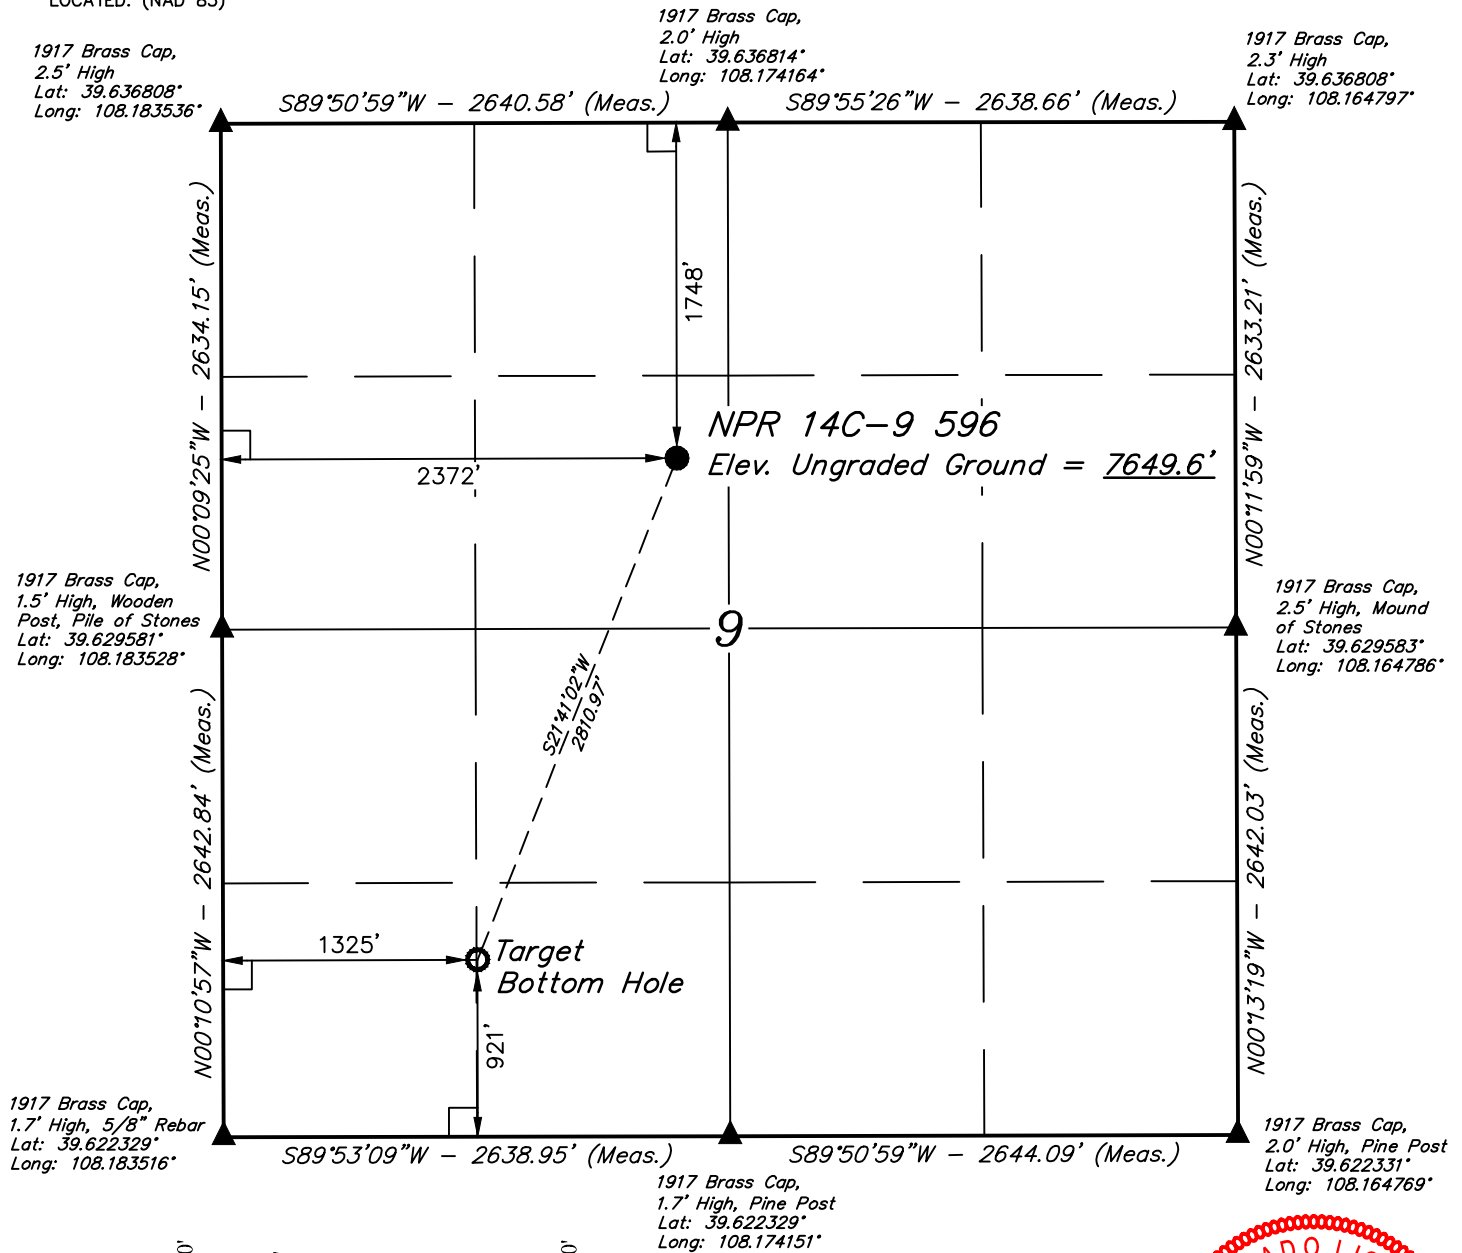 LOCATED. (NAD 83)
1917 Brass Cap,
2.0' High
Lat: 39.636814°
Long: 108.174164°
1917 Brass Cap,
2.5' High
Lat: 39.636808°
Long: 108.183536°
1917 Brass Cap,
2.3' High
Lat: 39.636808°
Long: 108.164797°
S89°50'59"W - 2640.58' (Meas.)
S89°55'26"W - 2638.66' (Meas.)
N00°09'25"W - 2634.15' (Meas.)
1748'
N00°11'59"W - 2633.21' (Meas.)
NPR 14C-9 596
Elev. Ungraded Ground = 7649.6'
2372'
1917 Brass Cap,
1.5' High, Wooden
Post, Pile of Stones
Lat: 39.629581°
Long: 108.183528°
9
1917 Brass Cap,
2.5' High, Mound
of Stones
Lat: 39.629583°
Long: 108.164786°
S21°41'02"W
2810.97'
N00°10'57"W - 2642.84' (Meas.)
N00°13'19"W - 2642.03' (Meas.)
1325'
Target
Bottom Hole
921'
1917 Brass Cap,
1.7' High, 5/8" Rebar
Lat: 39.622329°
Long: 108.183516°
S89°53'09"W - 2638.95' (Meas.)
S89°50'59"W - 2644.09' (Meas.)
1917 Brass Cap,
2.0' High, Pine Post
Lat: 39.622331°
Long: 108.164769°
1917 Brass Cap,
1.7' High, Pine Post
Lat: 39.622329°
Long: 108.174151°